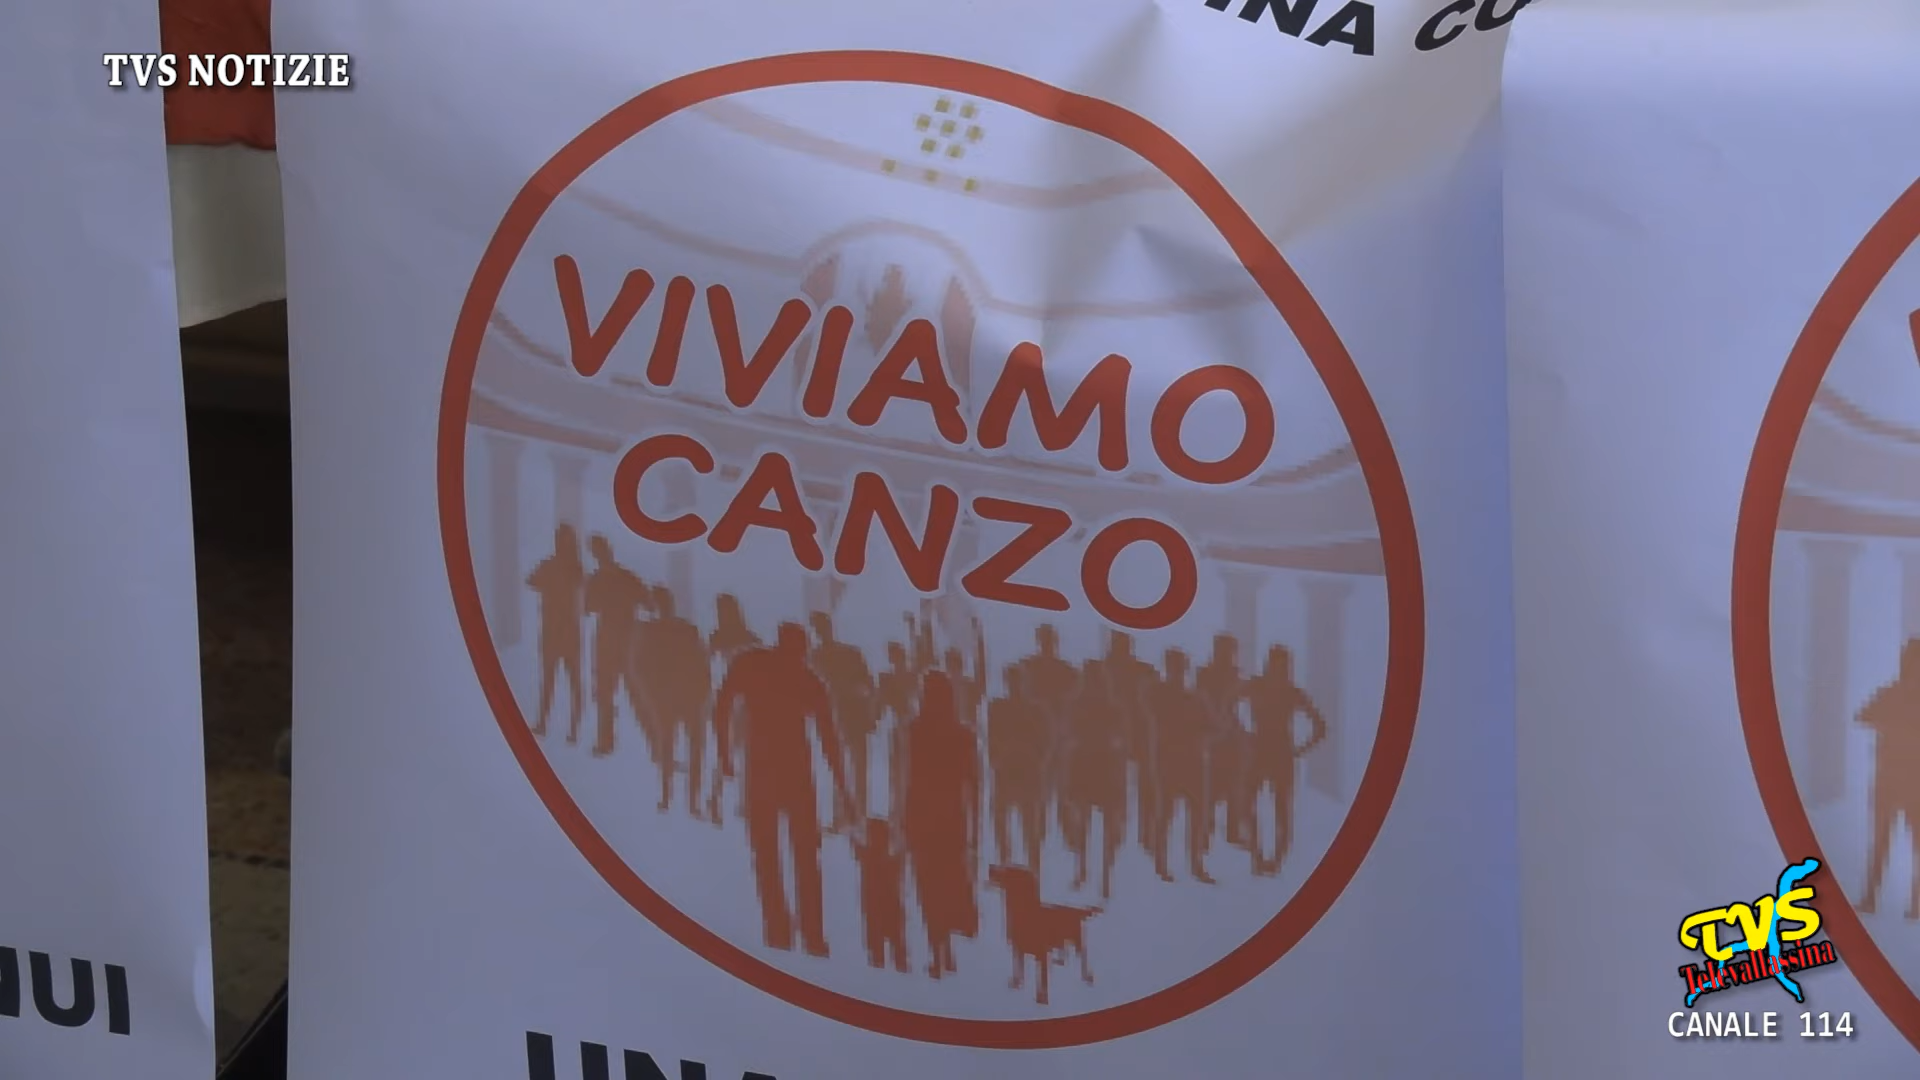 TVS NOTIZIE
VIVIAMO
CANZO
TVS
Televallassina
CANALE 114